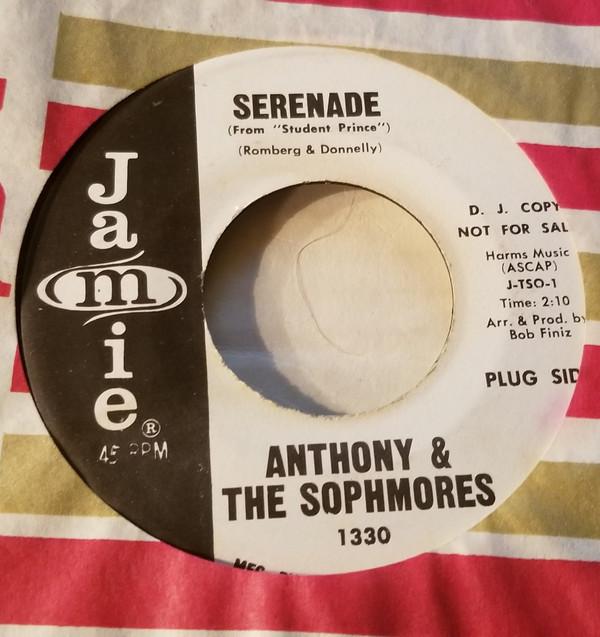 Jamie
®
45 RPM
SERENADE
(From "Student Prince")
(Romberg & Donnelly)
D. J. COPY
NOT FOR SAL
Harms Music
(ASCAP)
J-TSO-1
Time: 2:10
Arr. & Prod. by
Bob Finiz
PLUG SID
ANTHONY &
THE SOPHMORES
1330